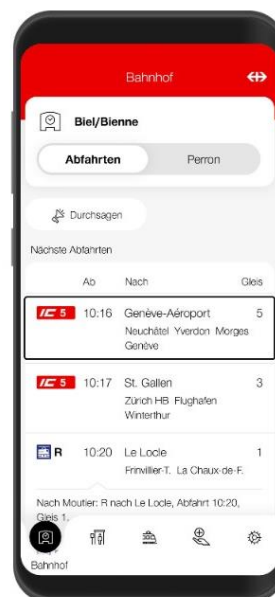 Bahnhof
Biel/Bienne
Abfahrten Perron
Durchsagen
Nächste Abfahrten
Ab Nach Gleis
IC 5 10:16 Genève-Aéroport 5
Neuchâtel Yverdon Morges
Genève
IC 5 10:17 St. Gallen 3
Zürich HB Flughafen
Winterthur
R 10:20 Le Locle 1
Frinvillier-T. La Chaux-de-F.
Nach Moutier: R nach Le Locle, Abfahrt 10:20,
Gleis 1.
Bahnhof